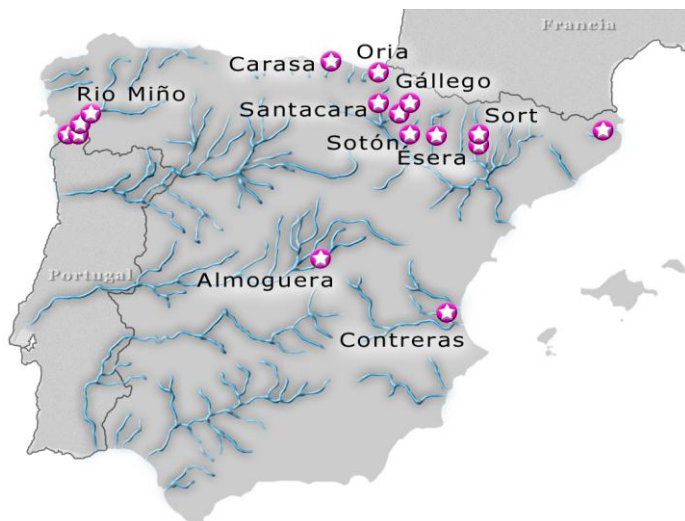 Francia
Carasa
Oria
Gállego
Rio Miño
Santacara
Sort
Sotón
Ésera
Portugal
Almoguera
Contreras